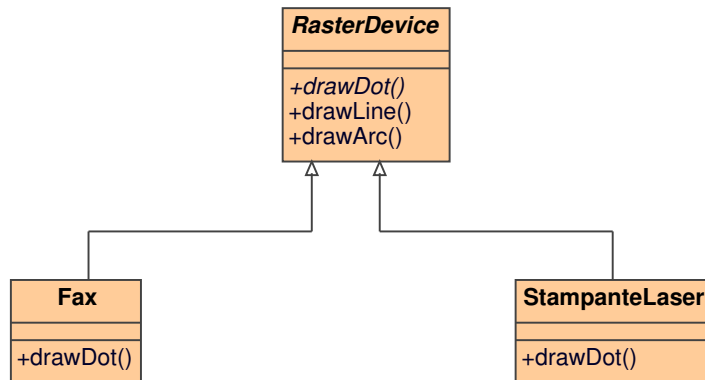 RasterDevice
+drawDot()
+drawLine()
+drawArc()
Fax
+drawDot()
StampanteLaser
+drawDot()